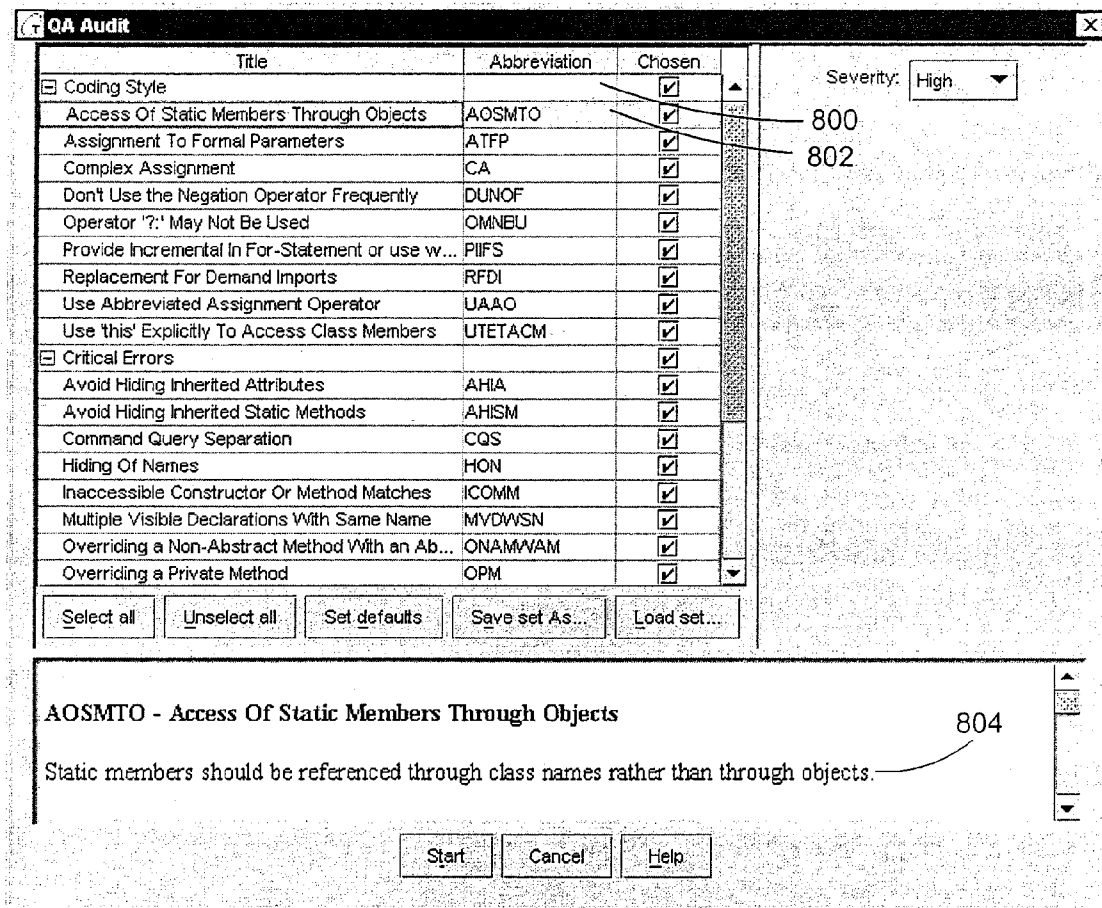 QA Audit
Title Abbreviation Chosen
Severity: High
Coding Style
800
Access Of Static Members Through Objects AOSMTO
802
Assignment To Formal Parameters ATFP
Complex Assignment CA
Don't Use the Negation Operator Frequently DUNOF
Operator '?:' May Not Be Used OMNBU
Provide Incremental In For-Statement or use w... PIIFS
Replacement For Demand Imports RFDI
Use Abbreviated Assignment Operator UAAO
Use 'this' Explicitly To Access Class Members UTETACM
Critical Errors
Avoid Hiding Inherited Attributes AHIA
Avoid Hiding Inherited Static Methods AHISM
Command Query Separation CQS
Hiding Of Names HON
Inaccessible Constructor Or Method Matches ICOMM
Multiple Visible Declarations With Same Name MVDWSN
Overriding a Non-Abstract Method With an Ab... ONAMWAM
Overriding a Private Method OPM
Select all Unselect all Set defaults Save set As... Load set...
AOSMTO - Access Of Static Members Through Objects
804
Static members should be referenced through class names rather than through objects.
Start Cancel Help